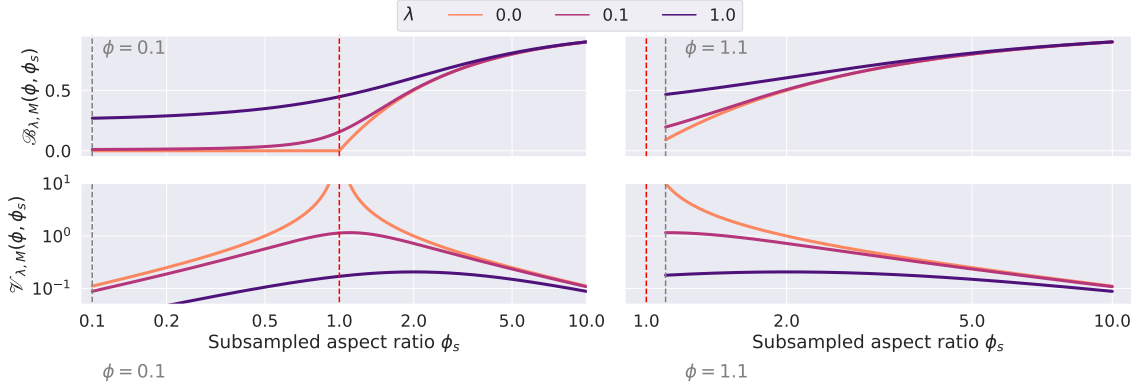 λ 0.0 0.1 1.0
ϕ = 0.1 ϕ = 1.1
ℬλ,M(ϕ, ϕs)
0.5
0.0
𝒱λ,M(ϕ, ϕs)
10¹
10⁰
10⁻¹
0.1 0.2 0.5 1.0 2.0 5.0 10.0 1.0 2.0 5.0 10.0
Subsampled aspect ratio ϕs Subsampled aspect ratio ϕs
ϕ = 0.1 ϕ = 1.1